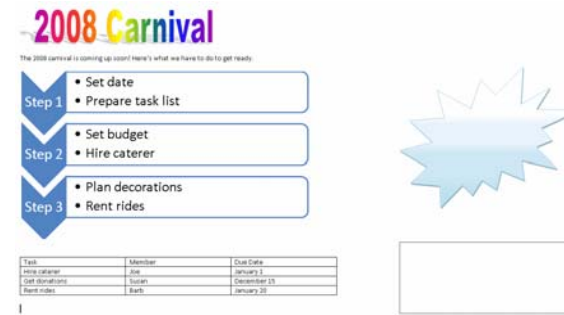 2008 Carnival
The 2008 carnival is coming up soon! Here's what we have to do to get ready.
Step 1
• Set date
• Prepare task list
Step 2
• Set budget
• Hire caterer
Step 3
• Plan decorations
• Rent rides
Task Member Due Date
Hire caterer Joe January 1
Get donations Susan December 15
Rent rides Barb January 20